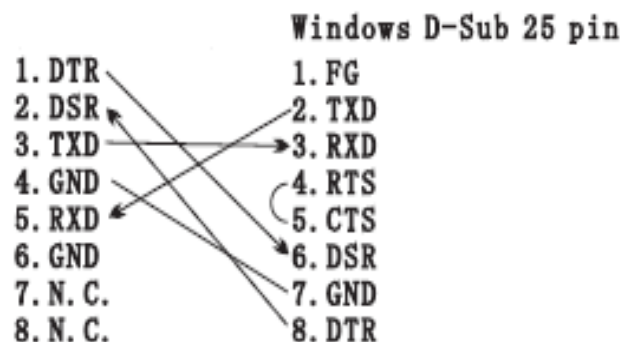 Windows D-Sub 25 pin
1. DTR
2. DSR
3. TXD
4. GND
5. RXD
6. GND
7. N. C.
8. N. C.
1. FG
2. TXD
3. RXD
4. RTS
5. CTS
6. DSR
7. GND
8. DTR